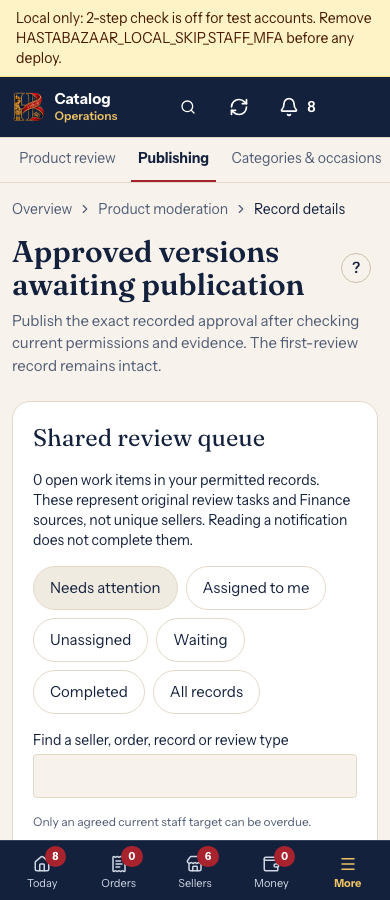 Local only: 2-step check is off for test accounts. Remove
HASTABAZAAR_LOCAL_SKIP_STAFF_MFA before any
deploy.
Catalog
Operations
8
Product review
Publishing
Categories & occasions
Overview
Product moderation
Record details
Approved versions
awaiting publication
?
Publish the exact recorded approval after checking
current permissions and evidence. The first-review
record remains intact.
Shared review queue
0 open work items in your permitted records.
These represent original review tasks and Finance
sources, not unique sellers. Reading a notification
does not complete them.
Needs attention
Assigned to me
Unassigned
Waiting
Completed
All records
Find a seller, order, record or review type
Only an agreed current staff target can be overdue.
8
0
6
0
Today
Orders
Sellers
Money
More